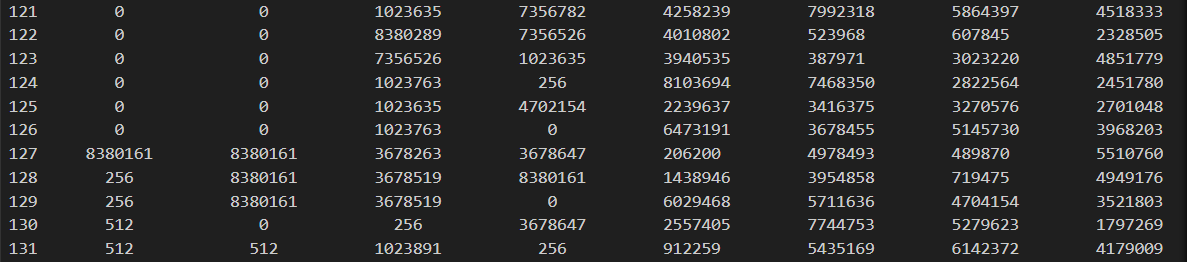 121 0 0 1023635 7356782 4258239 7992318 5864397 4518333
122 0 0 8380289 7356526 4010802 523968 607845 2328505
123 0 0 7356526 1023635 3940535 387971 3023220 4851779
124 0 0 1023763 256 8103694 7468350 2822564 2451780
125 0 0 1023635 4702154 2239637 3416375 3270576 2701048
126 0 0 1023763 0 6473191 3678455 5145730 3968203
127 8380161 8380161 3678263 3678647 206200 4978493 489870 5510760
128 256 8380161 3678519 8380161 1438946 3954858 719475 4949176
129 256 8380161 3678519 0 6029468 5711636 4704154 3521803
130 512 0 256 3678647 2557405 7744753 5279623 1797269
131 512 512 1023891 256 912259 5435169 6142372 4179009